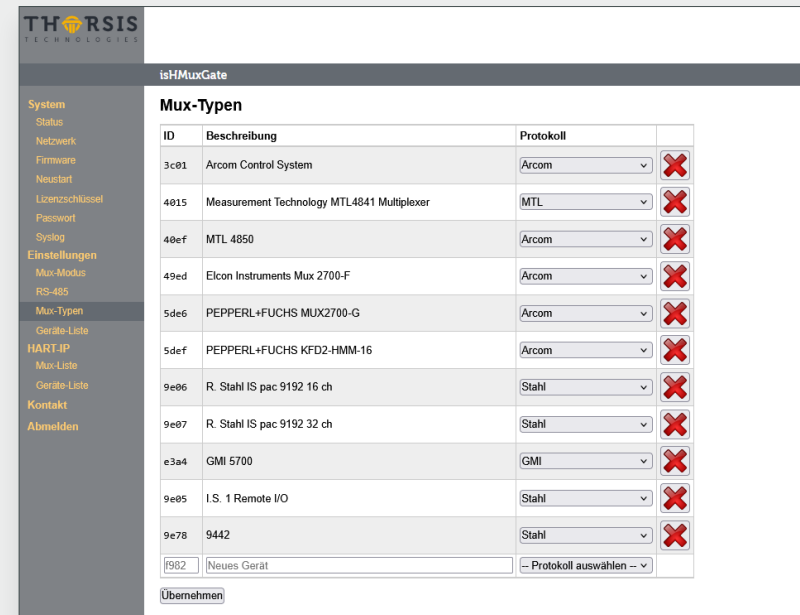 THORSIS
TECHNOLOGIES
isHMuxGate
System
Status
Netzwerk
Firmware
Neustart
Lizenzschlüssel
Passwort
Syslog
Einstellungen
Mux-Modus
RS-485
Mux-Typen
Geräte-Liste
HART-IP
Mux-Liste
Geräte-Liste
Kontakt
Abmelden
Mux-Typen
ID Beschreibung Protokoll
3c01 Arcom Control System Arcom
4015 Measurement Technology MTL4841 Multiplexer MTL
40ef MTL 4850 Arcom
49ed Elcon Instruments Mux 2700-F Arcom
5de6 PEPPERL+FUCHS MUX2700-G Arcom
5def PEPPERL+FUCHS KFD2-HMM-16 Arcom
9e06 R. Stahl IS pac 9192 16 ch Stahl
9e07 R. Stahl IS pac 9192 32 ch Stahl
e3a4 GMI 5700 GMI
9e05 I.S. 1 Remote I/O Stahl
9e78 9442 Stahl
f982 Neues Gerät -- Protokoll auswählen --
Übernehmen